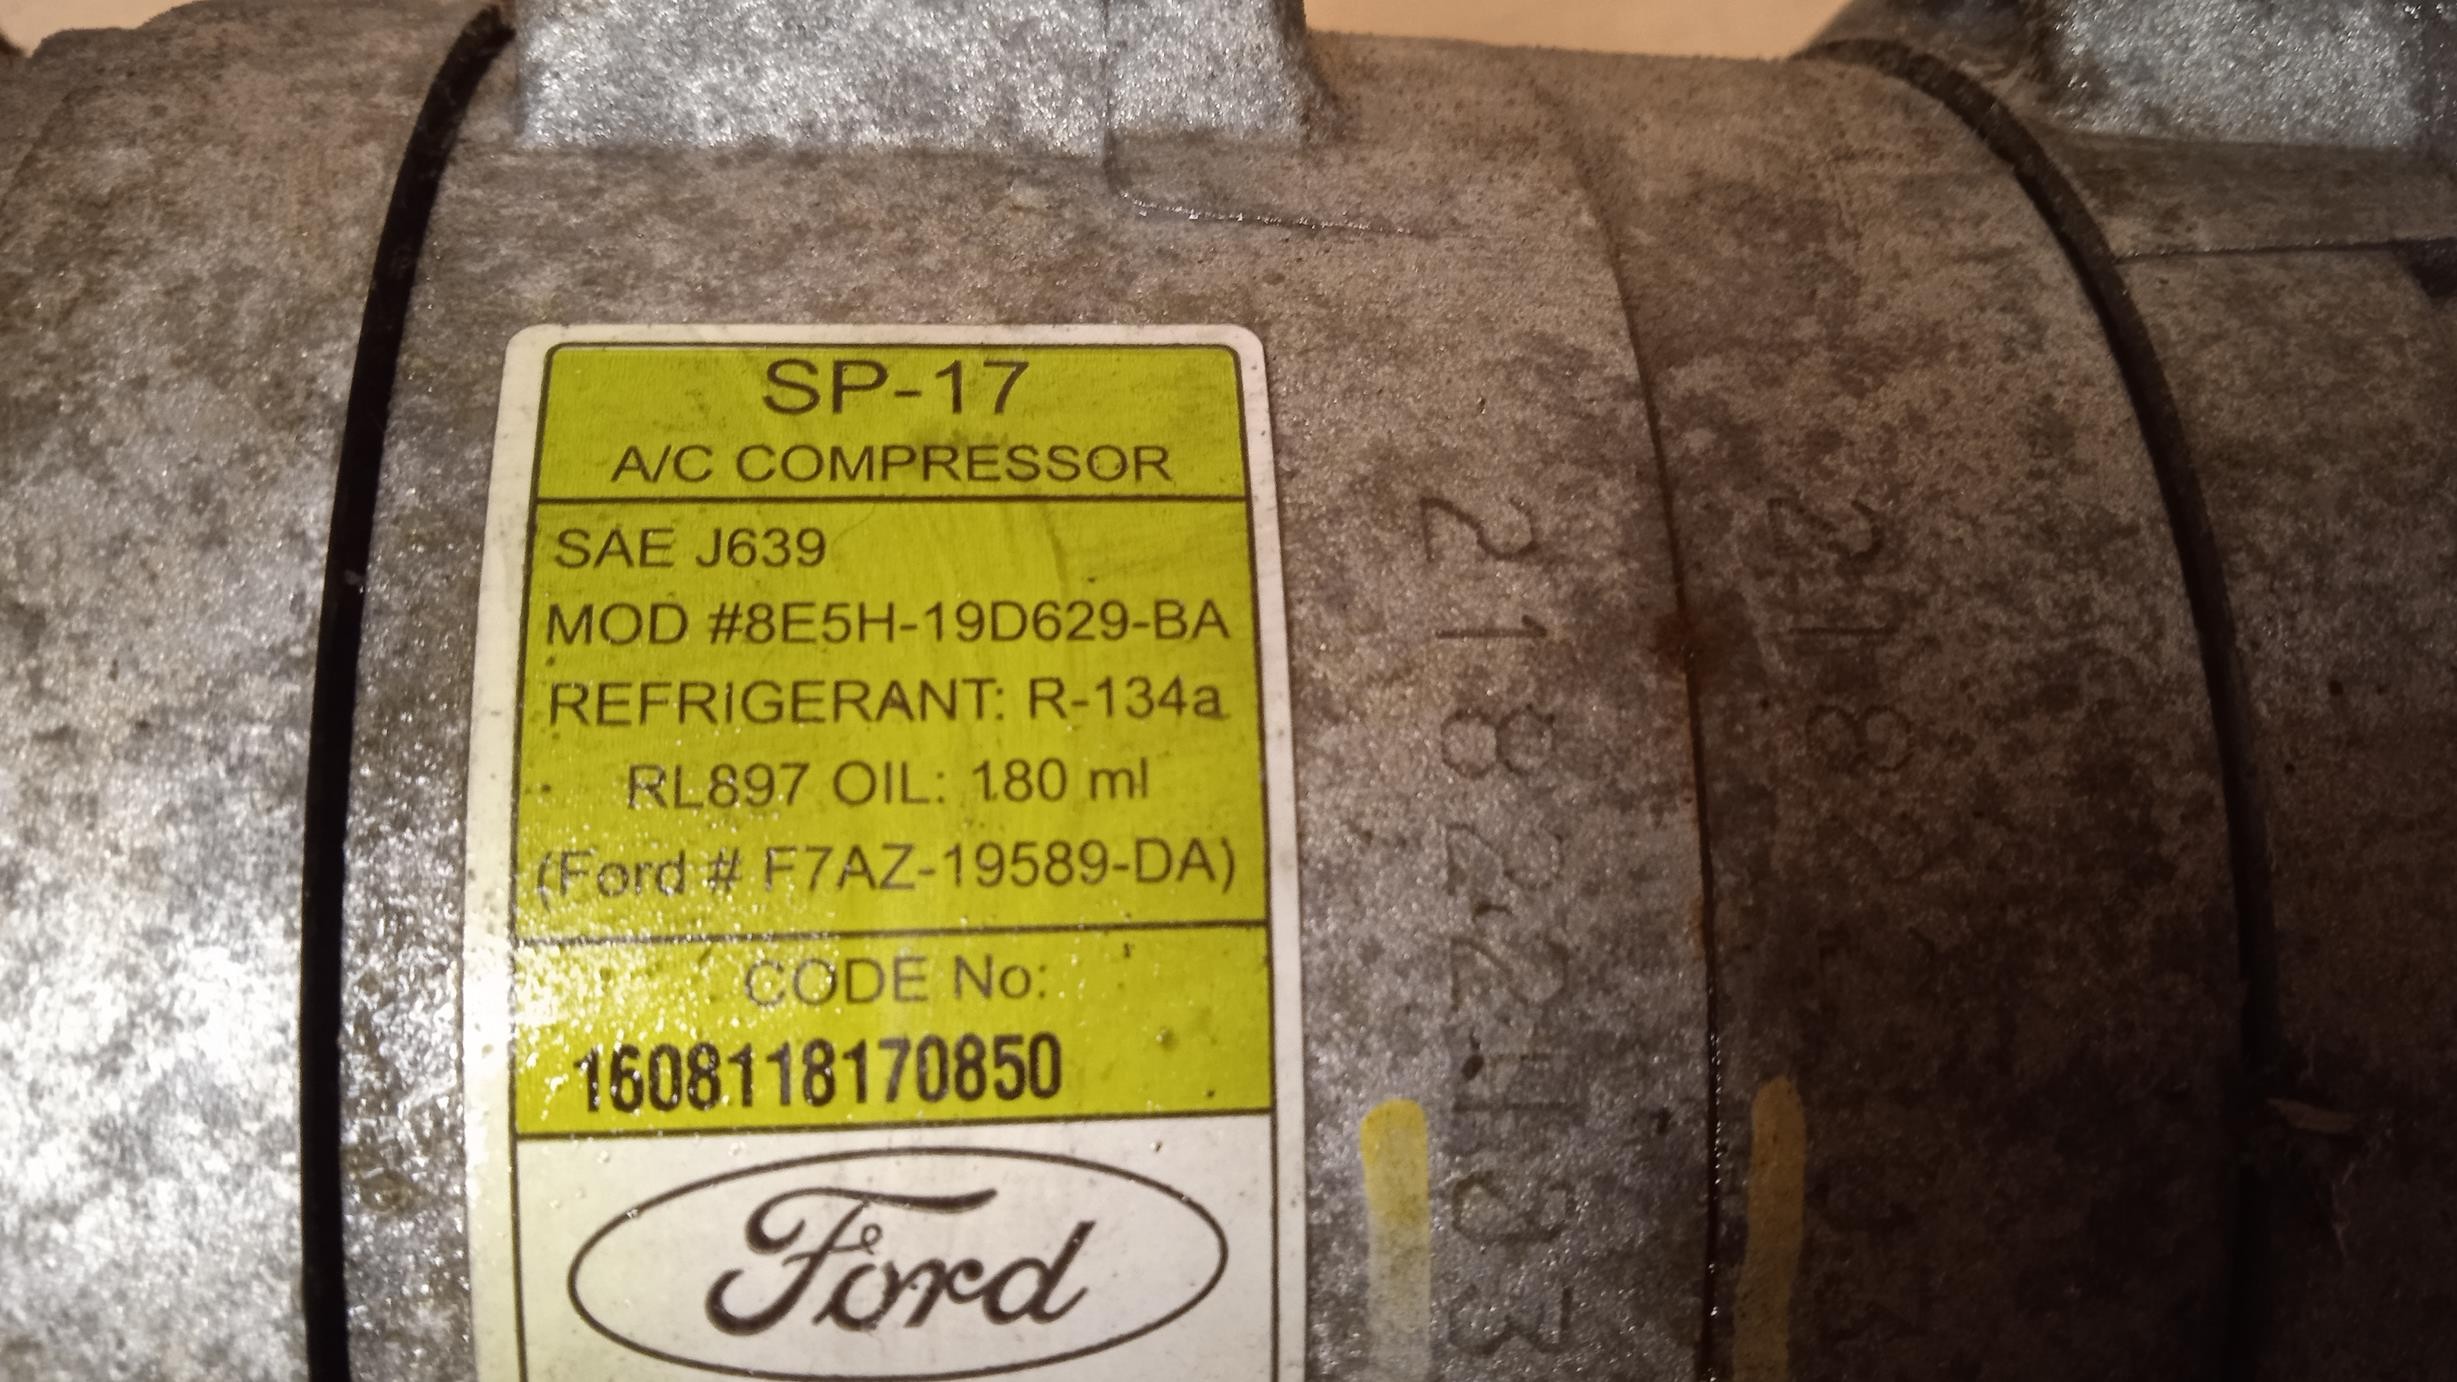 SP-17
A/C COMPRESSOR
SAE J639
MOD #8E5H-19D629-BA
REFRIGERANT: R-134a
RL897 OIL: 180 ml
(Ford # F7AZ-19589-DA)
CODE No:
1608118170850
Ford